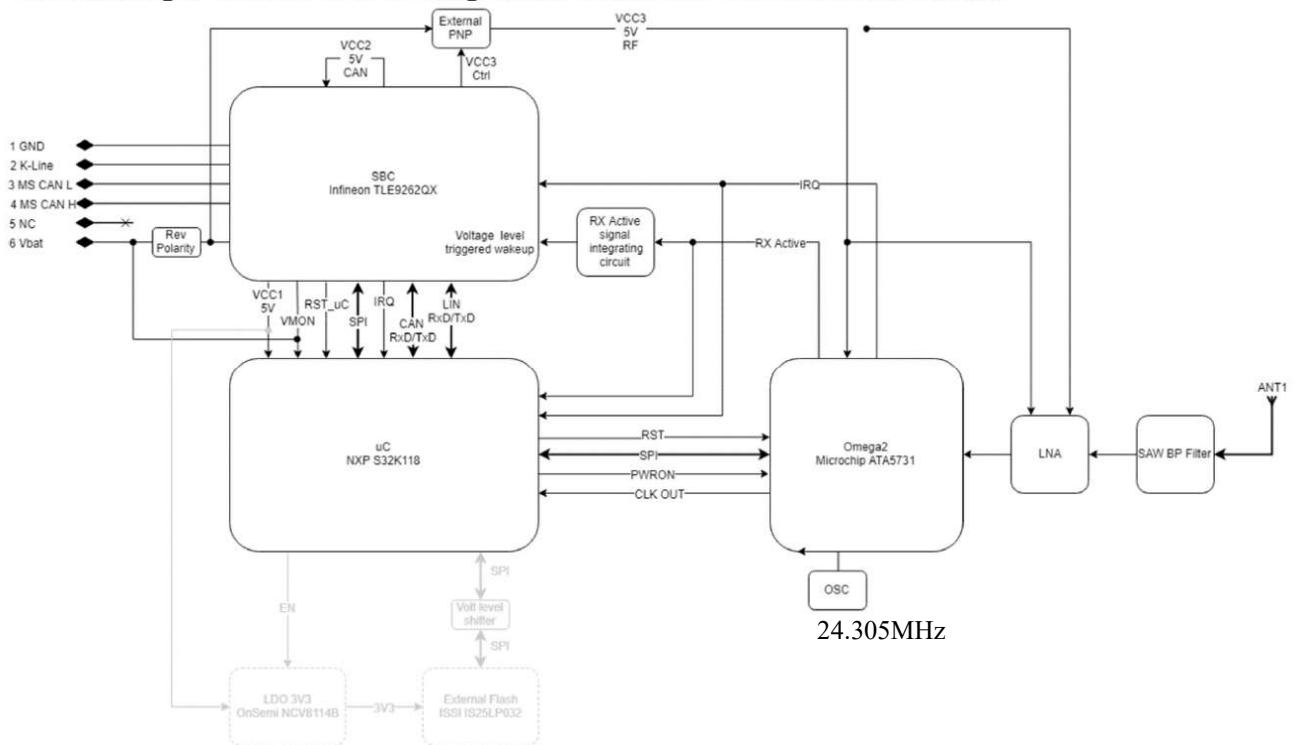 External
PNP
VCC3
5V
RF
VCC2
5V
CAN
VCC3
Ctrl
1 GND
2 K-Line
3 MS CAN L
4 MS CAN H
5 NC
6 Vbat
Rev
Polarity
SBC
Infineon TLE9262QX
Voltage level
triggered wakeup
RX Active
signal
integrating
circuit
IRQ
RX Active
VCC1
5V
VMON
RST_uC
SPI
IRQ
CAN
RxD/TxD
LIN
RxD/TxD
uC
NXP S32K118
RST
SPI
PWRON
CLK OUT
Omega2
Microchip ATA5731
LNA
SAW BP Filter
ANT1
OSC
24.305MHz
EN
SPI
Volt level
shifter
SPI
LDO 3V3
OnSemi NCV8114B
3V3
External Flash
ISSI IS25LP032